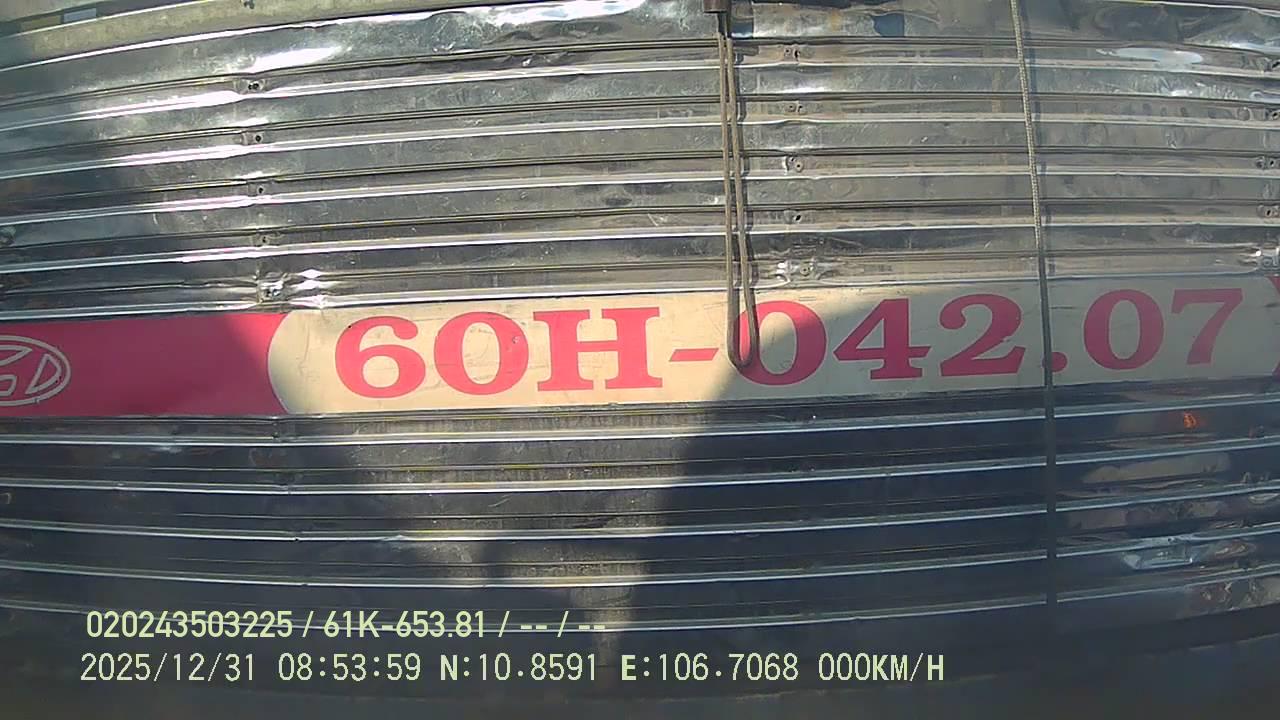 60H-042.07
020243503225 / 61K-653.81 / -- / --
2025/12/31 08:53:59 N:10.8591 E:106.7068 000KM/H